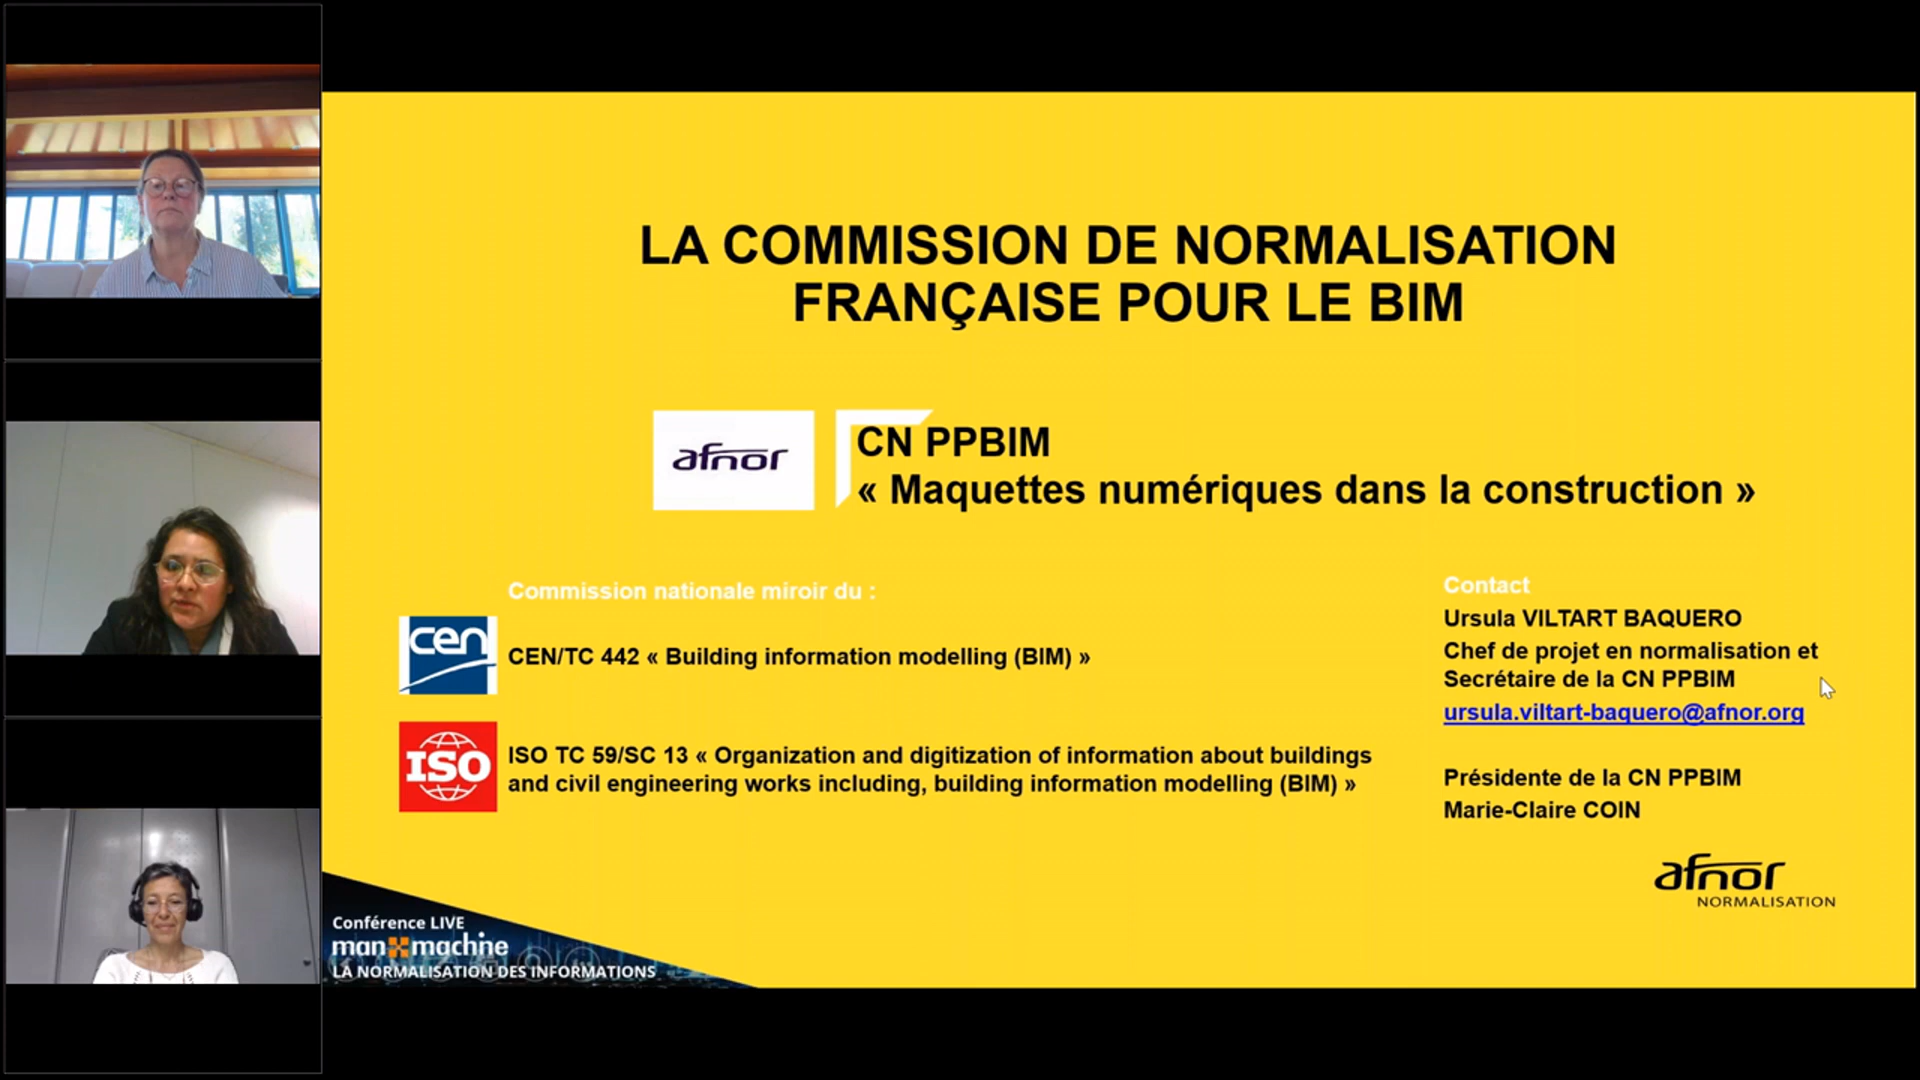 LA COMMISSION DE NORMALISATION
FRANÇAISE POUR LE BIM
afnor
CN PPBIM
« Maquettes numériques dans la construction »
Commission nationale miroir du :
cen
CEN/TC 442 « Building information modelling (BIM) »
ISO
ISO TC 59/SC 13 « Organization and digitization of information about buildings
and civil engineering works including, building information modelling (BIM) »
Contact
Ursula VILTART BAQUERO
Chef de projet en normalisation et
Secrétaire de la CN PPBIM
ursula.viltart-baquero@afnor.org
Présidente de la CN PPBIM
Marie-Claire COIN
afnor
NORMALISATION
Conférence LIVE
man machine
LA NORMALISATION DES INFORMATIONS